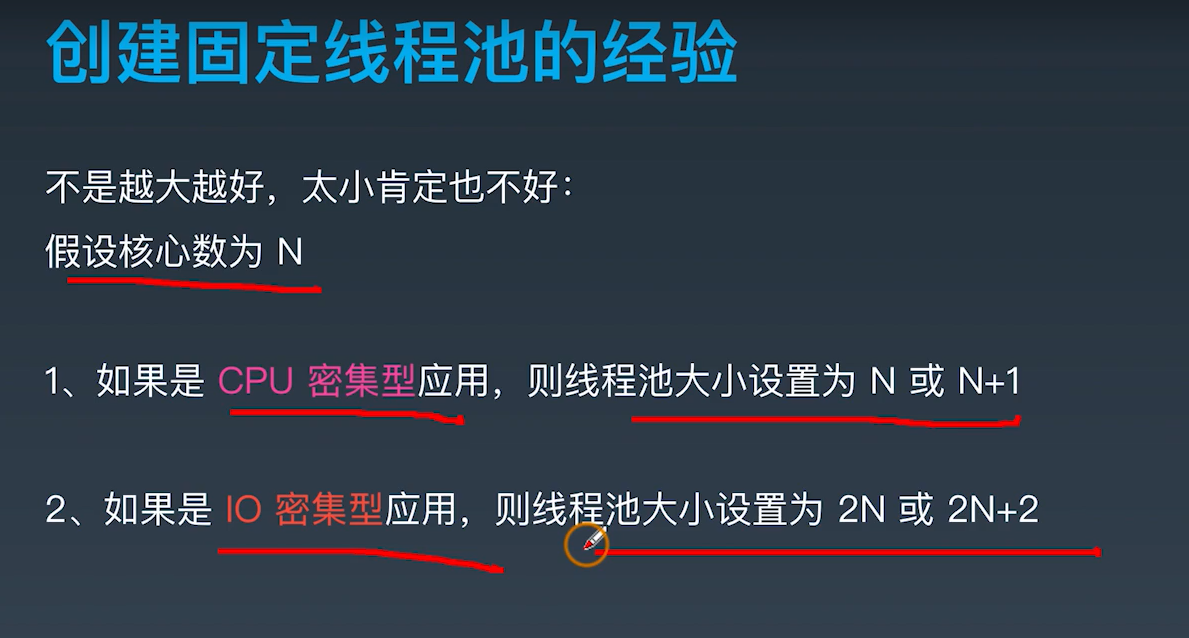 创建固定线程池的经验
不是越大越好，太小肯定也不好：
假设核心数为 N
1、如果是 CPU 密集型应用，则线程池大小设置为 N 或 N+1
2、如果是 IO 密集型应用，则线程池大小设置为 2N 或 2N+2